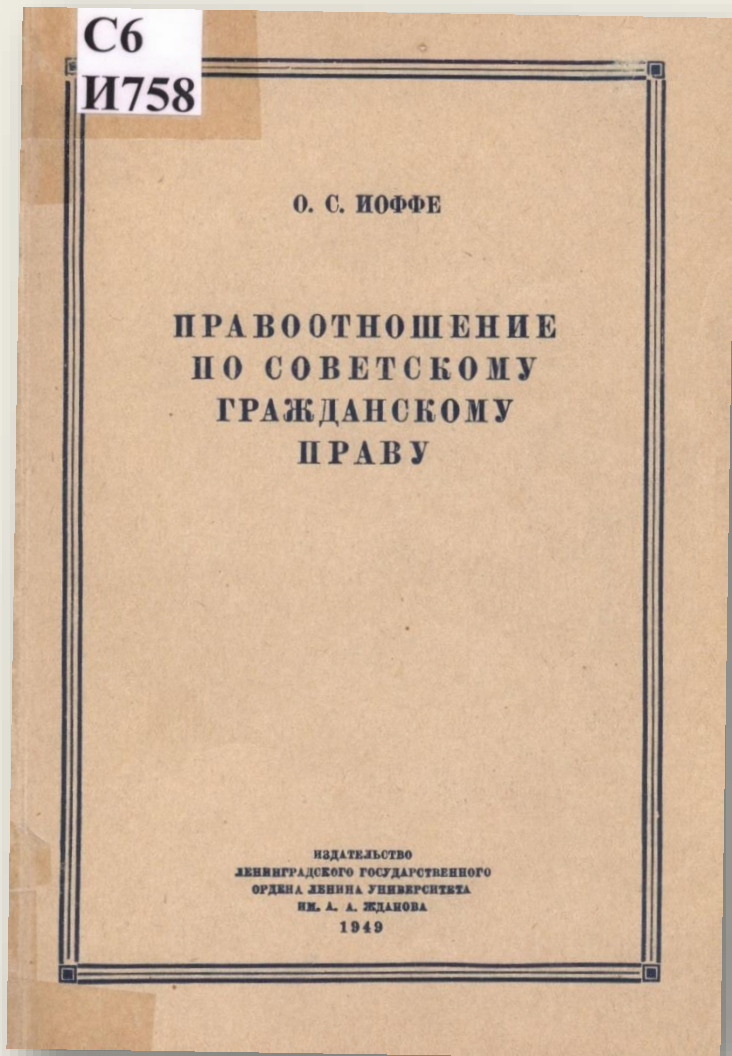 С6
И758
О. С. ИОФФЕ
ПРАВООТНОШЕНИЕ
ПО СОВЕТСКОМУ
ГРАЖДАНСКОМУ
ПРАВУ
ИЗДАТЕЛЬСТВО
ЛЕНИНГРАДСКОГО ГОСУДАРСТВЕННОГО
ОРДЕНА ЛЕНИНА УНИВЕРСИТЕТА
ИМ. А. А. ЖДАНОВА
1949